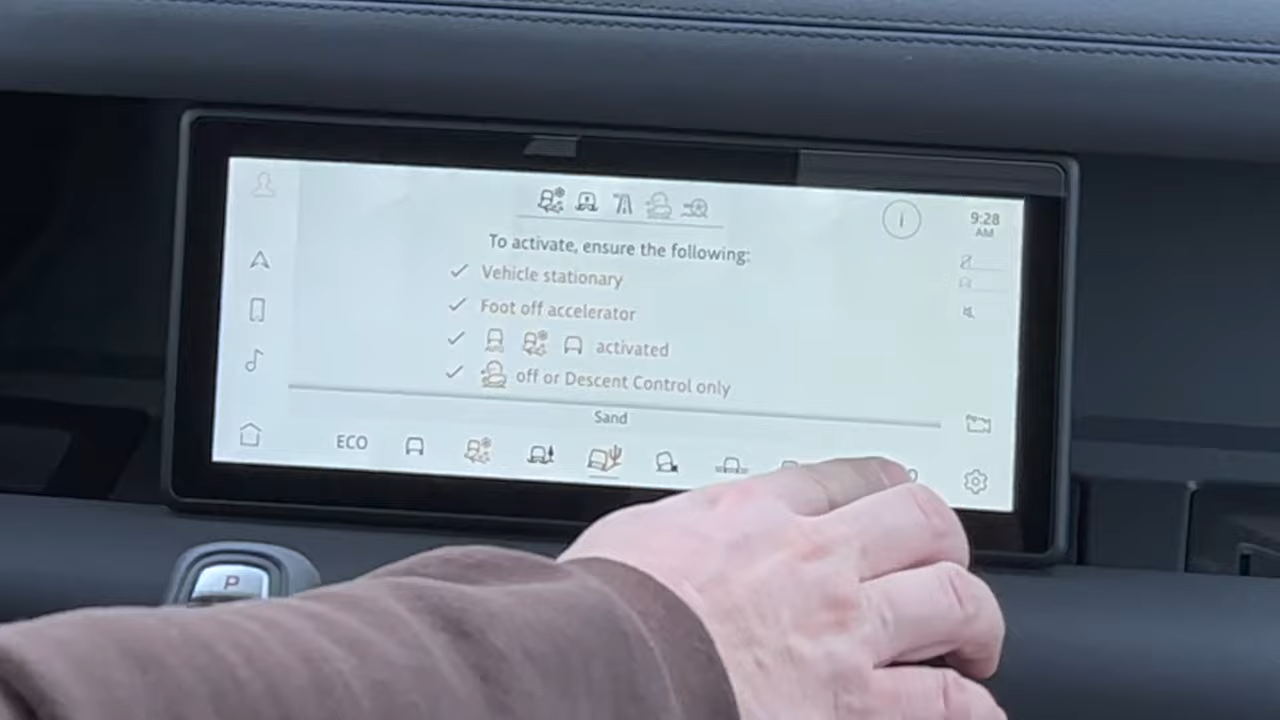 9:28
AM
To activate, ensure the following:
Vehicle stationary
Foot off accelerator
activated
off or Descent Control only
Sand
ECO
P